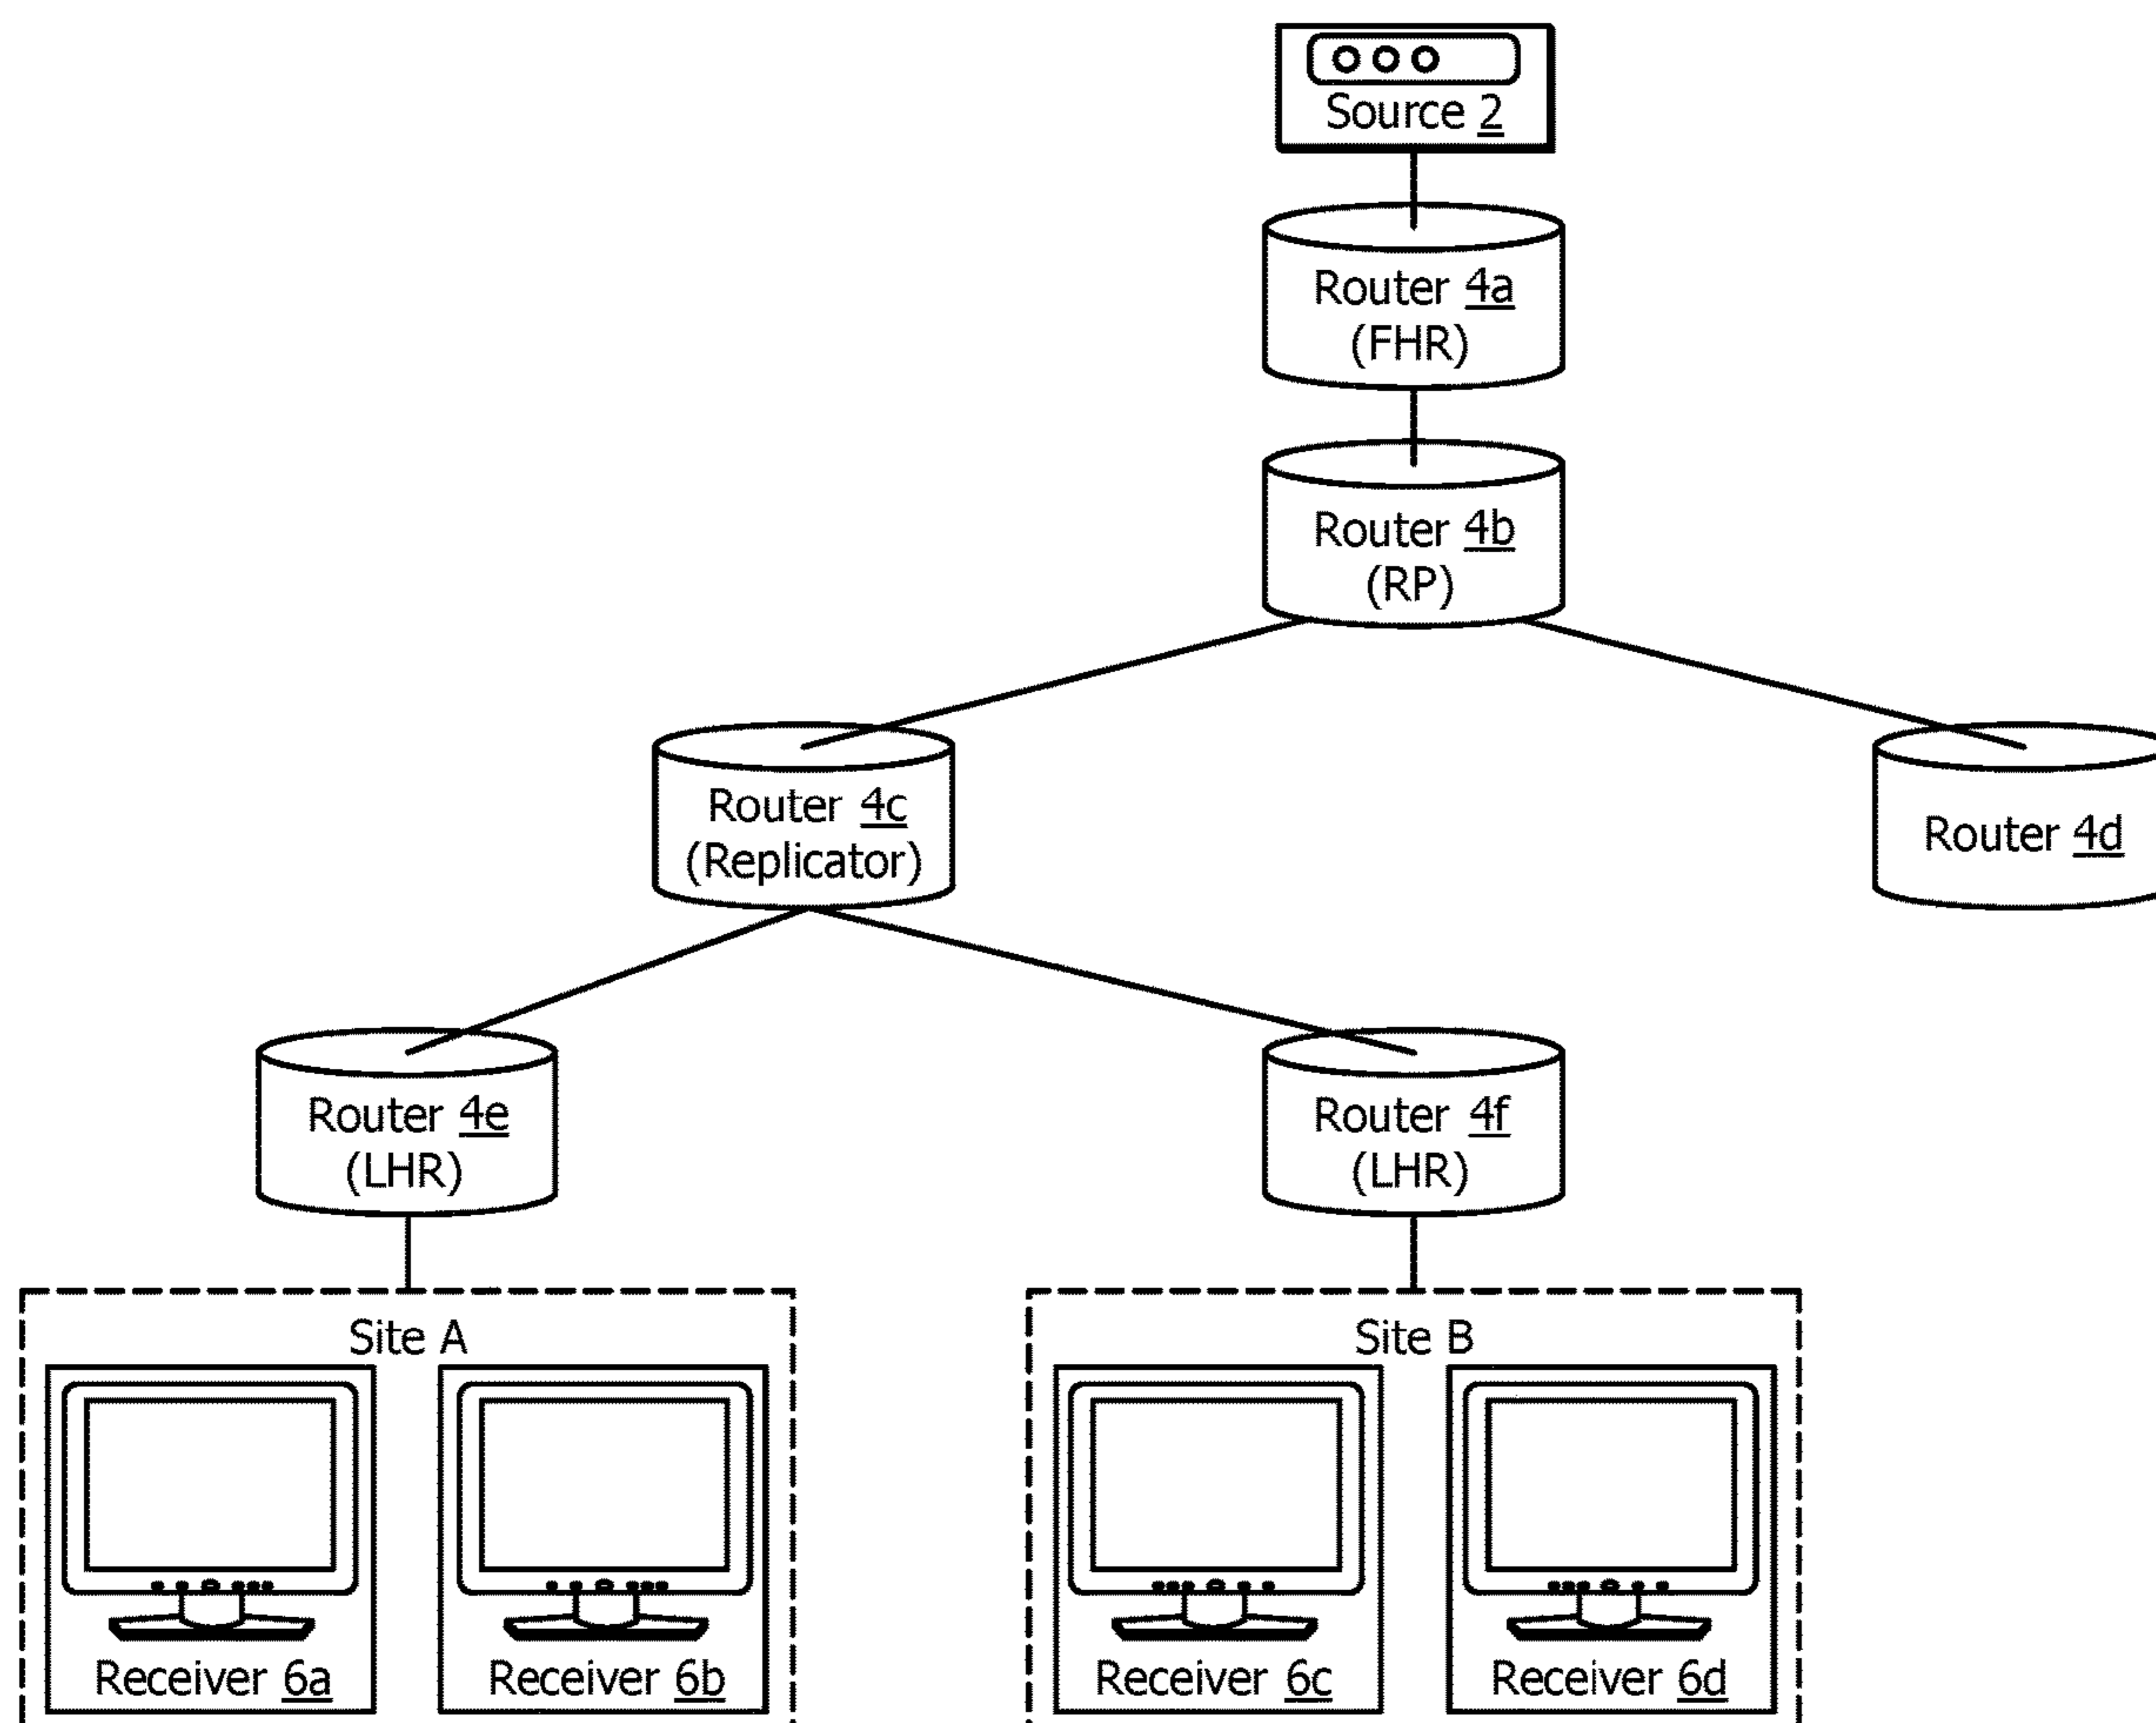 Source 2
Router 4a
(FHR)
Router 4b
(RP)
Router 4c
(Replicator)
Router 4d
Router 4e
(LHR)
Router 4f
(LHR)
Site A
Site B
Receiver 6a
Receiver 6b
Receiver 6c
Receiver 6d